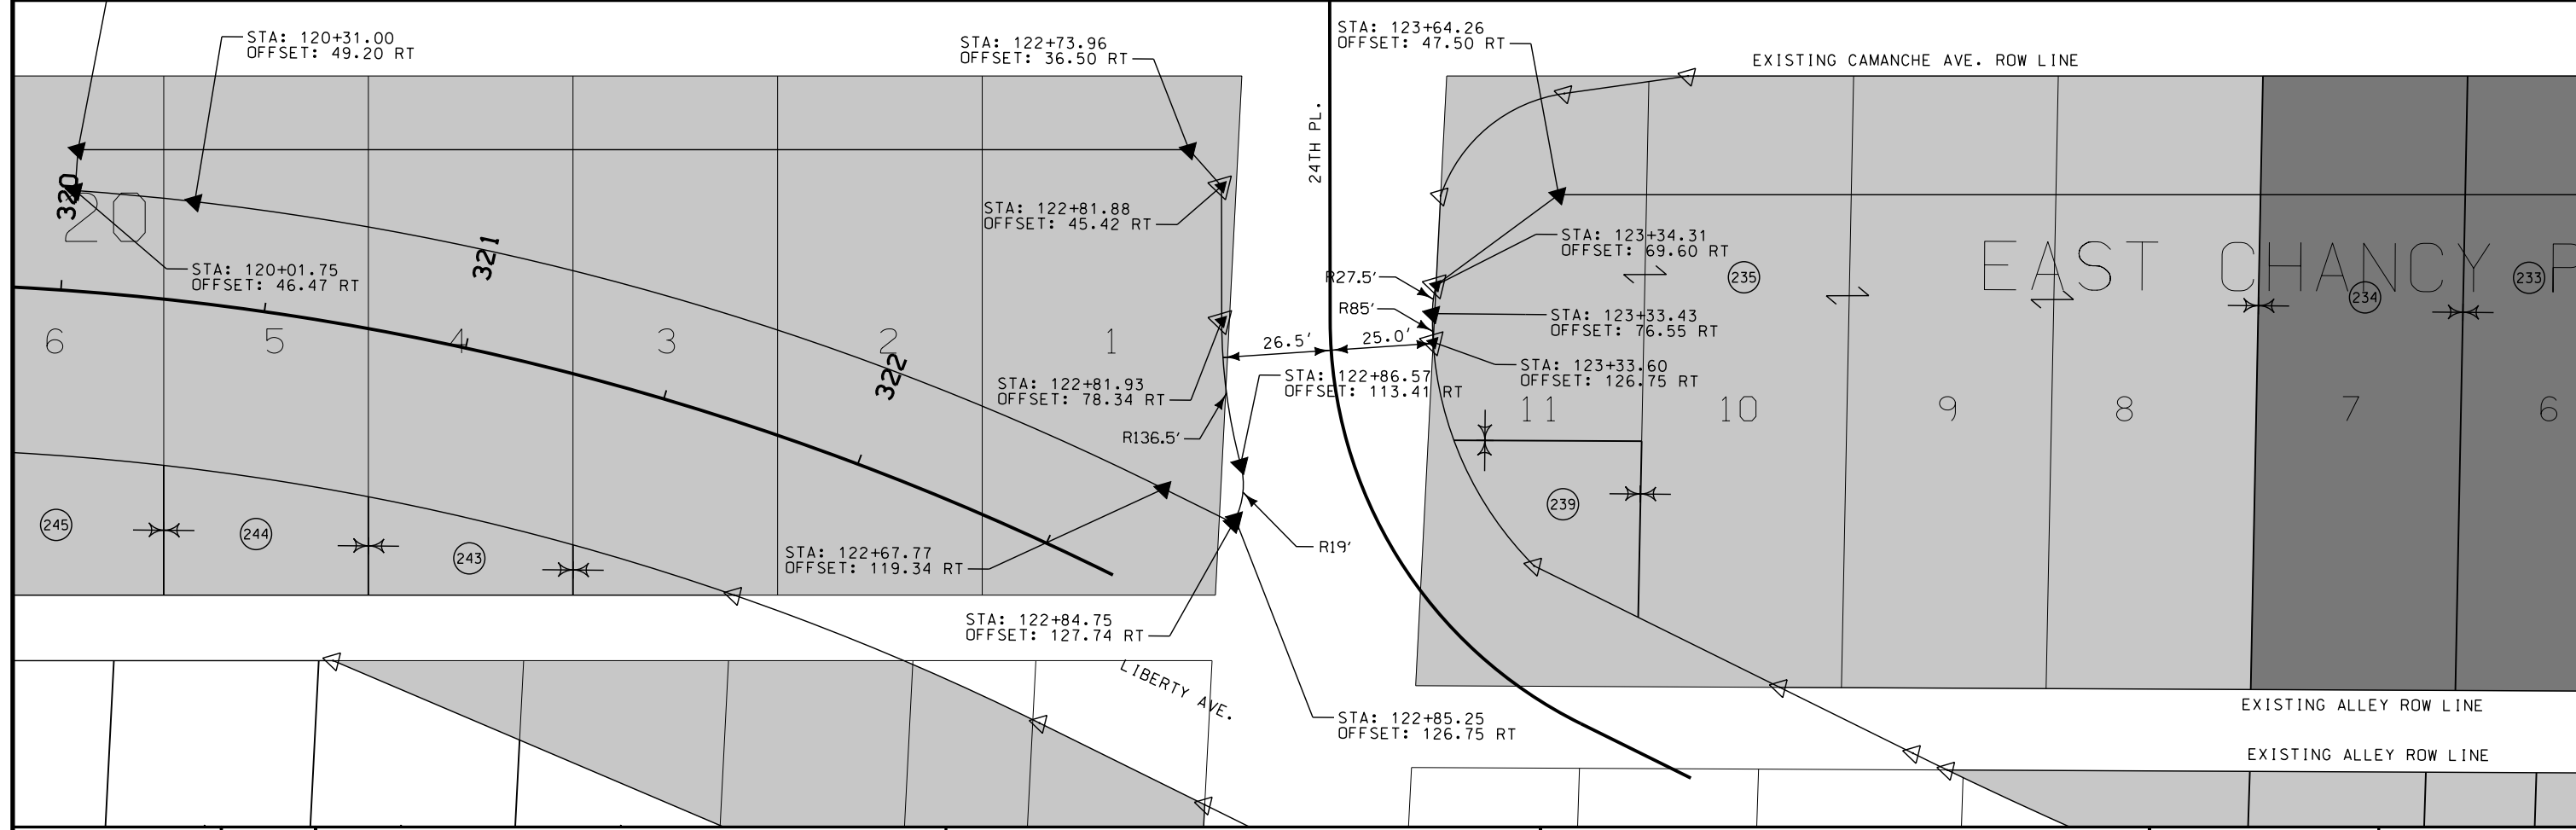 STA: 120+31.00
OFFSET: 49.20 RT
STA: 122+73.96
OFFSET: 36.50 RT
STA: 123+64.26
OFFSET: 47.50 RT
EXISTING CAMANCHE AVE. ROW LINE
24TH PL.
320
20
321
STA: 122+81.88
OFFSET: 45.42 RT
STA: 123+34.31
OFFSET: 69.60 RT
235
EAST CHANCY P
234
233
STA: 120+01.75
OFFSET: 46.47 RT
R27.5'
R85'
STA: 123+33.43
OFFSET: 76.55 RT
6
5
4
3
2
1
322
26.5'
25.0'
STA: 123+33.60
OFFSET: 126.75 RT
STA: 122+81.93
OFFSET: 78.34 RT
STA: 122+86.57
OFFSET: 113.41 RT
11
10
9
8
7
6
R136.5'
245
244
243
239
STA: 122+67.77
OFFSET: 119.34 RT
R19'
STA: 122+84.75
OFFSET: 127.74 RT
LIBERTY AVE.
STA: 122+85.25
OFFSET: 126.75 RT
EXISTING ALLEY ROW LINE
EXISTING ALLEY ROW LINE